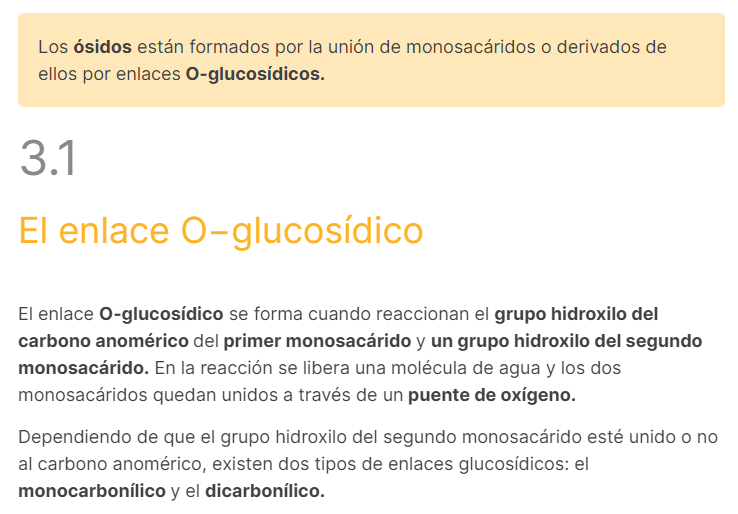 Los ósidos están formados por la unión de monosacáridos o derivados de
ellos por enlaces O-glucosídicos.
3.1
El enlace O–glucosídico
El enlace O-glucosídico se forma cuando reaccionan el grupo hidroxilo del
carbono anomérico del primer monosacárido y un grupo hidroxilo del segundo
monosacárido. En la reacción se libera una molécula de agua y los dos
monosacáridos quedan unidos a través de un puente de oxígeno.
Dependiendo de que el grupo hidroxilo del segundo monosacárido esté unido o no
al carbono anomérico, existen dos tipos de enlaces glucosídicos: el
monocarbonílico y el dicarbonílico.